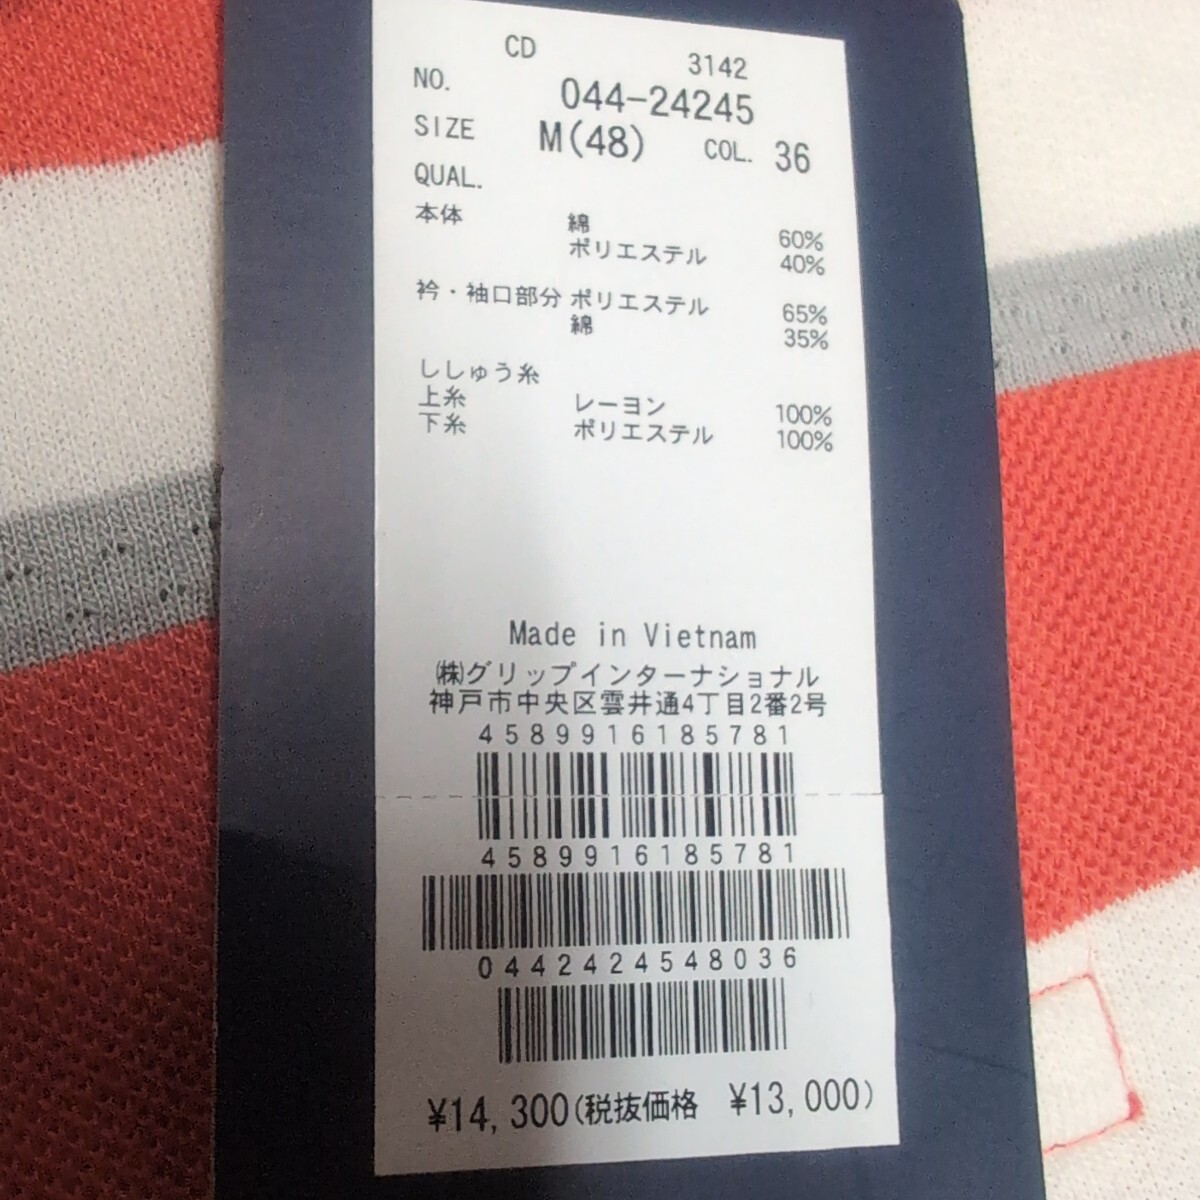 CD 3142
NO. 044-24245
SIZE M(48) COL. 36
QUAL.
本体 綿 60%
ポリエステル 40%
衿・袖口部分 ポリエステル 65%
綿 35%
ししゅう糸
上糸 レーヨン 100%
下糸 ポリエステル 100%
Made in Vietnam
㈱グリップインターナショナル
神戸市中央区雲井通4丁目2番2号
4589916185781
4589916185781
0442424548036
¥14,300(税抜価格 ¥13,000)